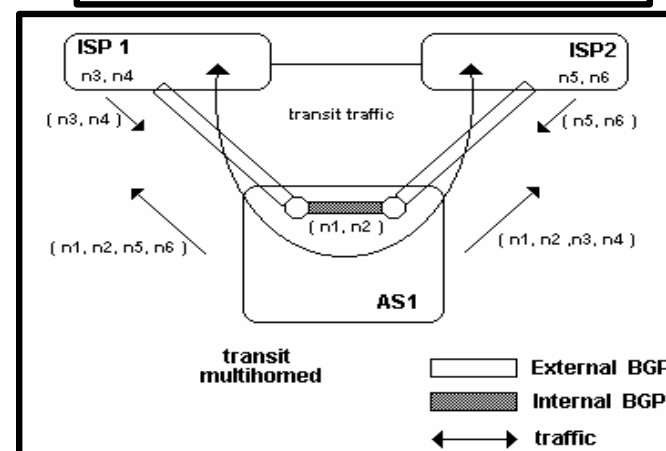 ISP 1
ISP2
n3, n4
n5, n6
transit traffic
( n3, n4 )
( n5, n6 )
( n1, n2 )
( n1, n2, n5, n6 )
( n1, n2 ,n3, n4 )
AS1
transit
multihomed
External BGP
Internal BGP
traffic